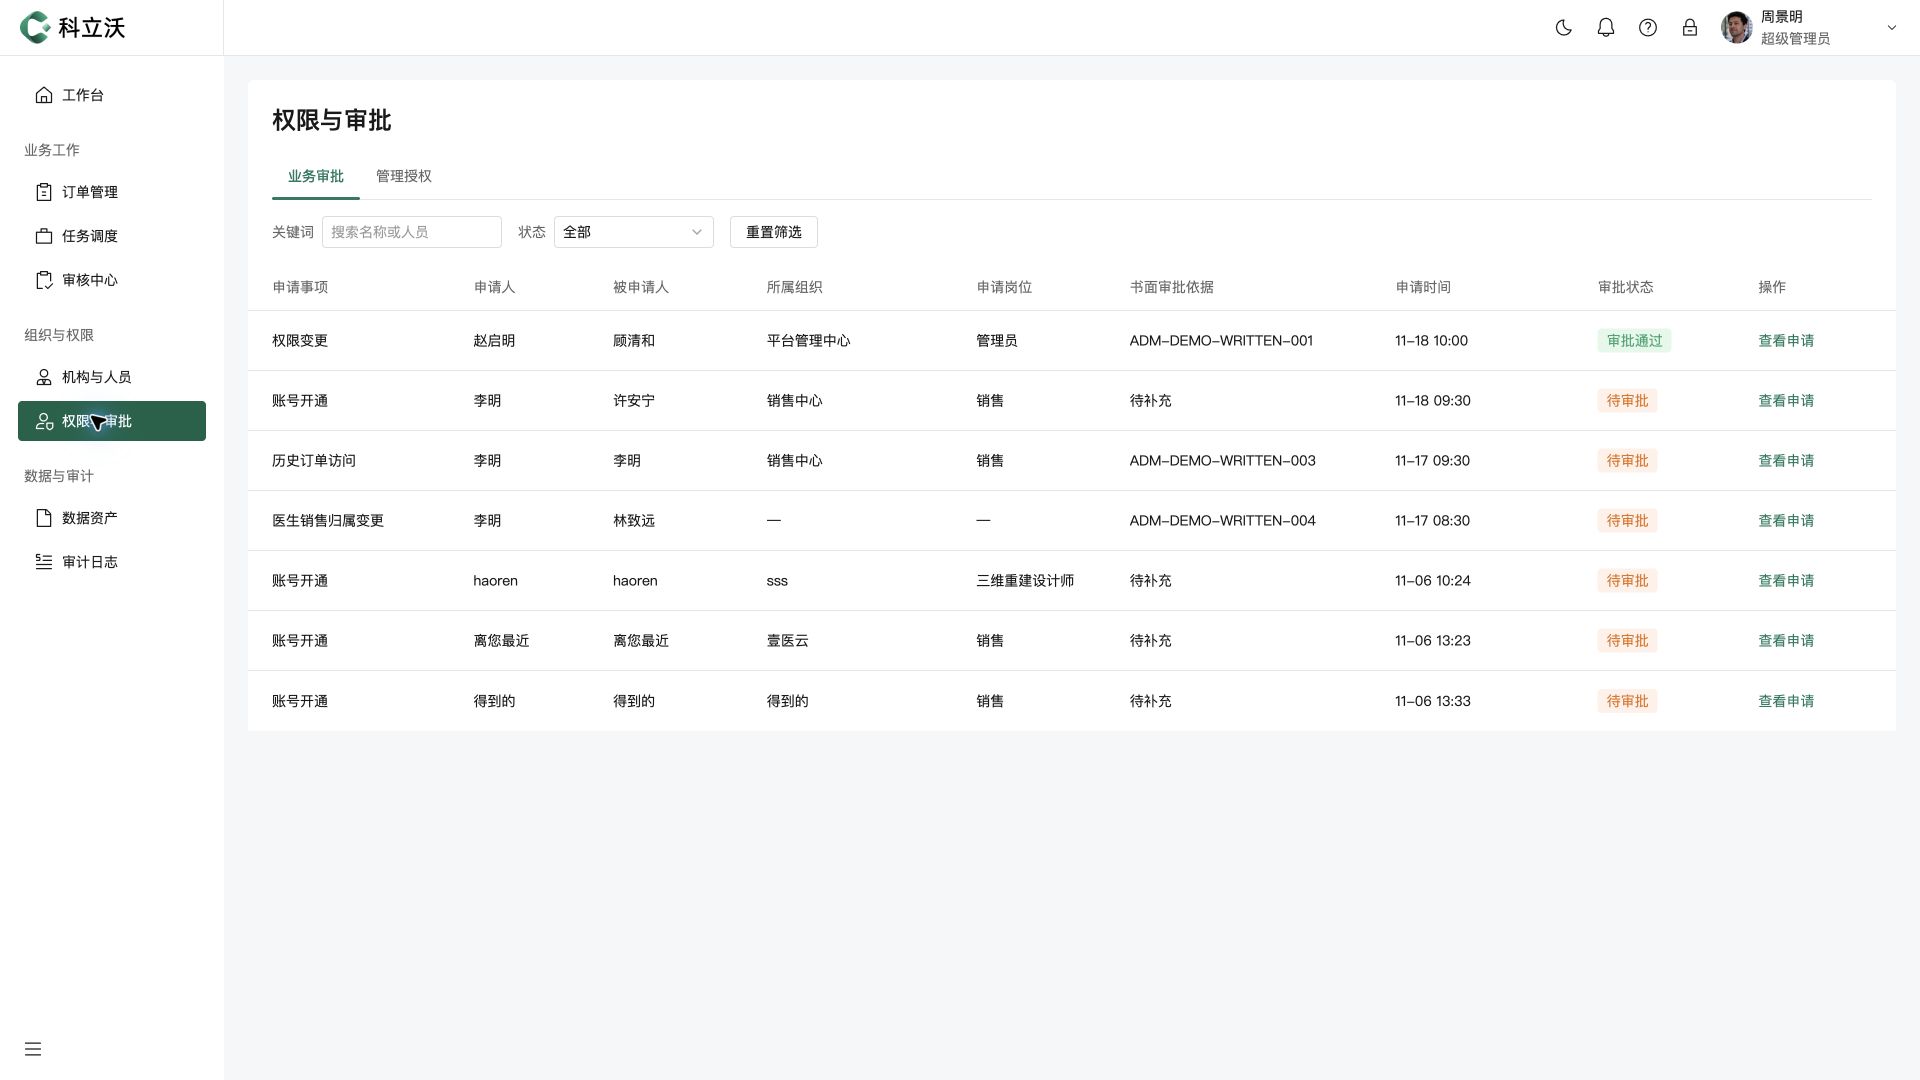 科立沃
周景明
超级管理员
工作台
业务工作
订单管理
任务调度
审核中心
组织与权限
机构与人员
权限 审批
数据与审计
数据资产
审计日志
权限与审批
业务审批 管理授权
关键词 搜索名称或人员 状态 全部 重置筛选
申请事项 申请人 被申请人 所属组织 申请岗位 书面审批依据 申请时间 审批状态 操作
权限变更 赵启明 顾清和 平台管理中心 管理员 ADM-DEMO-WRITTEN-001 11-18 10:00 审批通过 查看申请
账号开通 李明 许安宁 销售中心 销售 待补充 11-18 09:30 待审批 查看申请
历史订单访问 李明 李明 销售中心 销售 ADM-DEMO-WRITTEN-003 11-17 09:30 待审批 查看申请
医生销售归属变更 李明 林致远 — — ADM-DEMO-WRITTEN-004 11-17 08:30 待审批 查看申请
账号开通 haoren haoren sss 三维重建设计师 待补充 11-06 10:24 待审批 查看申请
账号开通 离您最近 离您最近 壹医云 销售 待补充 11-06 13:23 待审批 查看申请
账号开通 得到的 得到的 得到的 销售 待补充 11-06 13:33 待审批 查看申请